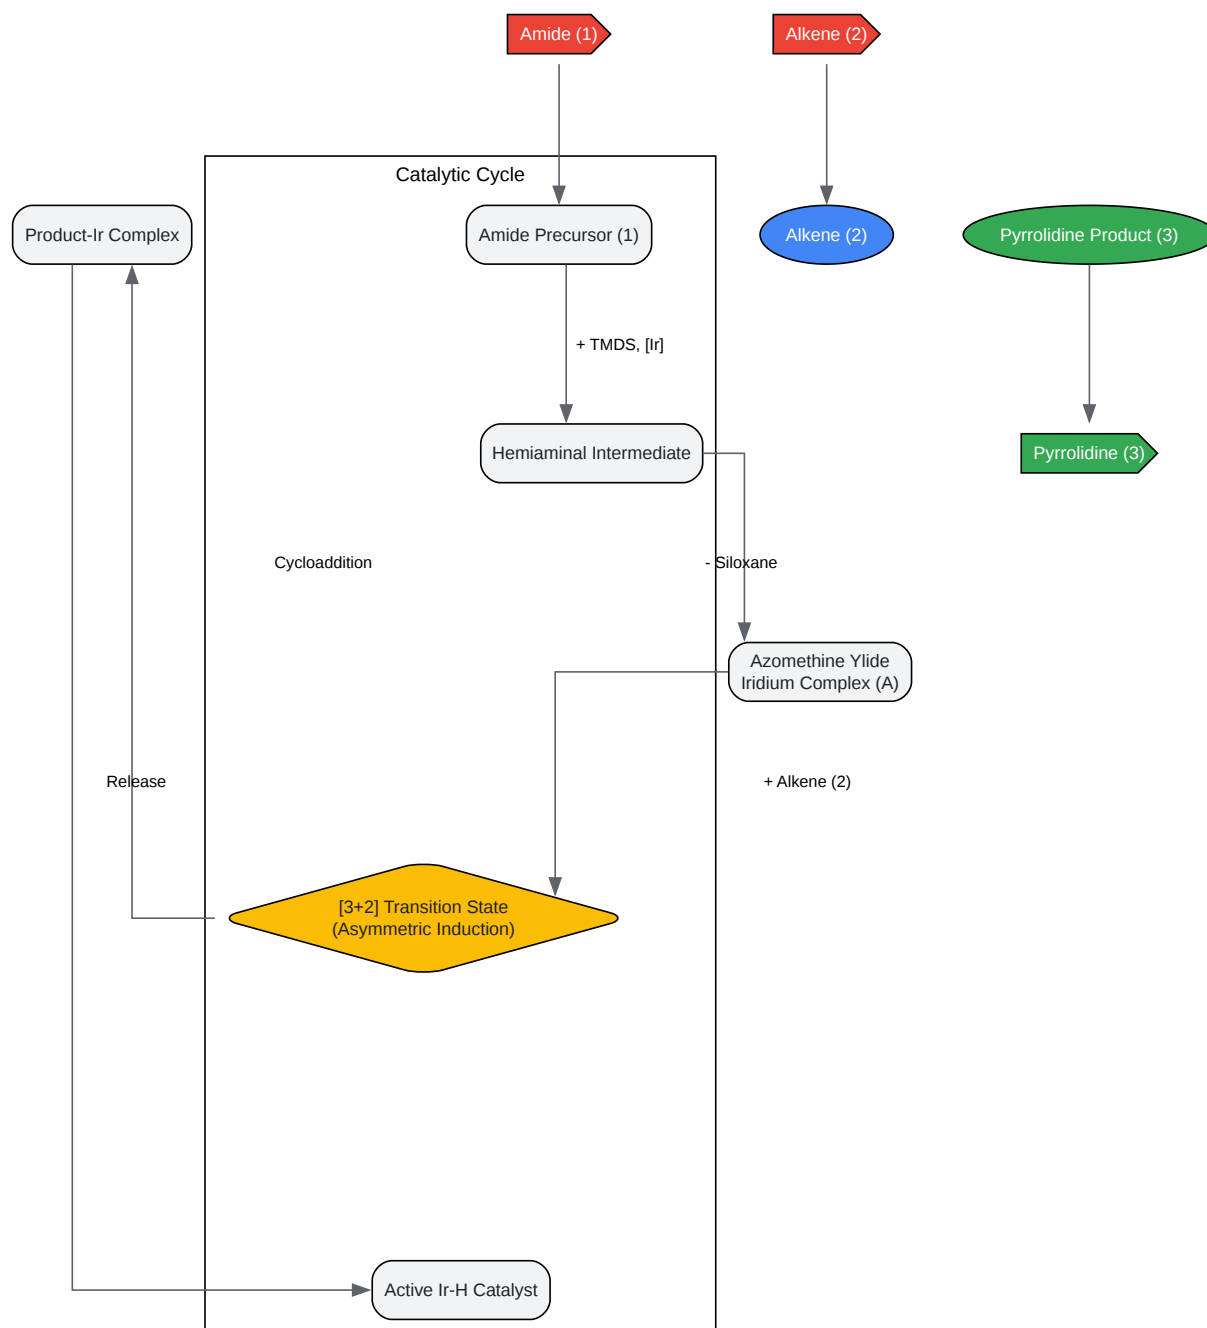 Amide (1)
Alkene (2)
Catalytic Cycle
Product-Ir Complex
Amide Precursor (1)
Alkene (2)
Pyrrolidine Product (3)
+ TMDS, [Ir]
Hemiaminal Intermediate
Pyrrolidine (3)
Cycloaddition
- Siloxane
Azomethine Ylide
Iridium Complex (A)
Release
+ Alkene (2)
[3+2] Transition State
(Asymmetric Induction)
Active Ir-H Catalyst